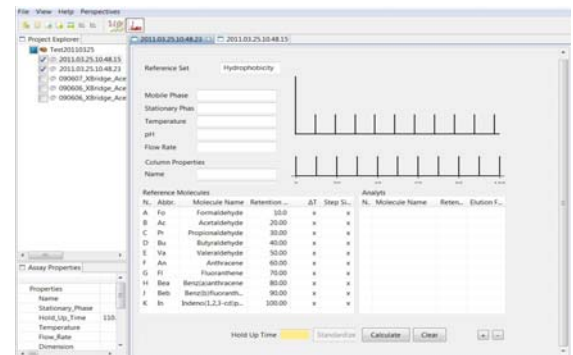 File View Help Perspectives
Project Explorer
Test20110125
2011.03.25.10.48.15
2011.03.25.10.48.23
090607_XBridge_Ace
090606_XBridge_Ace
090606_XBridge_Ace
Assay Properties
Properties
Name
Stationary_Phase
Hold_Up_Time 110.
Temperature
Flow_Rate
Dimension
2011.03.25.10.48.23 2011.03.25.10.48.15
Reference Set Hydrophobicity
Mobile Phase
Stationary Phas
Temperature
pH
Flow Rate
Column Properties
Name
Reference Molecules
N.. Abbr. Molecule Name Retention ... ΔT Step Si...
A Fo Formaldehyde 10.0 x x
B Ac Acetaldehyde 20.00 x x
C Pr Propionaldehyde 30.00 x x
D Bu Butyraldehyde 40.00 x x
E Va Valeraldehyde 50.00 x x
F An Anthracene 60.00 x x
G Fl Fluoranthene 70.00 x x
H Bea Benz(a)anthracene 80.00 x x
J Beb Benz(b)fluoranth... 90.00 x x
K In Indeno(1,2,3-cd)p... 100.00 x x
Analyts
N.. Molecule Name Reten... Elution F...
Hold Up Time Standardize Calculate Clear + -